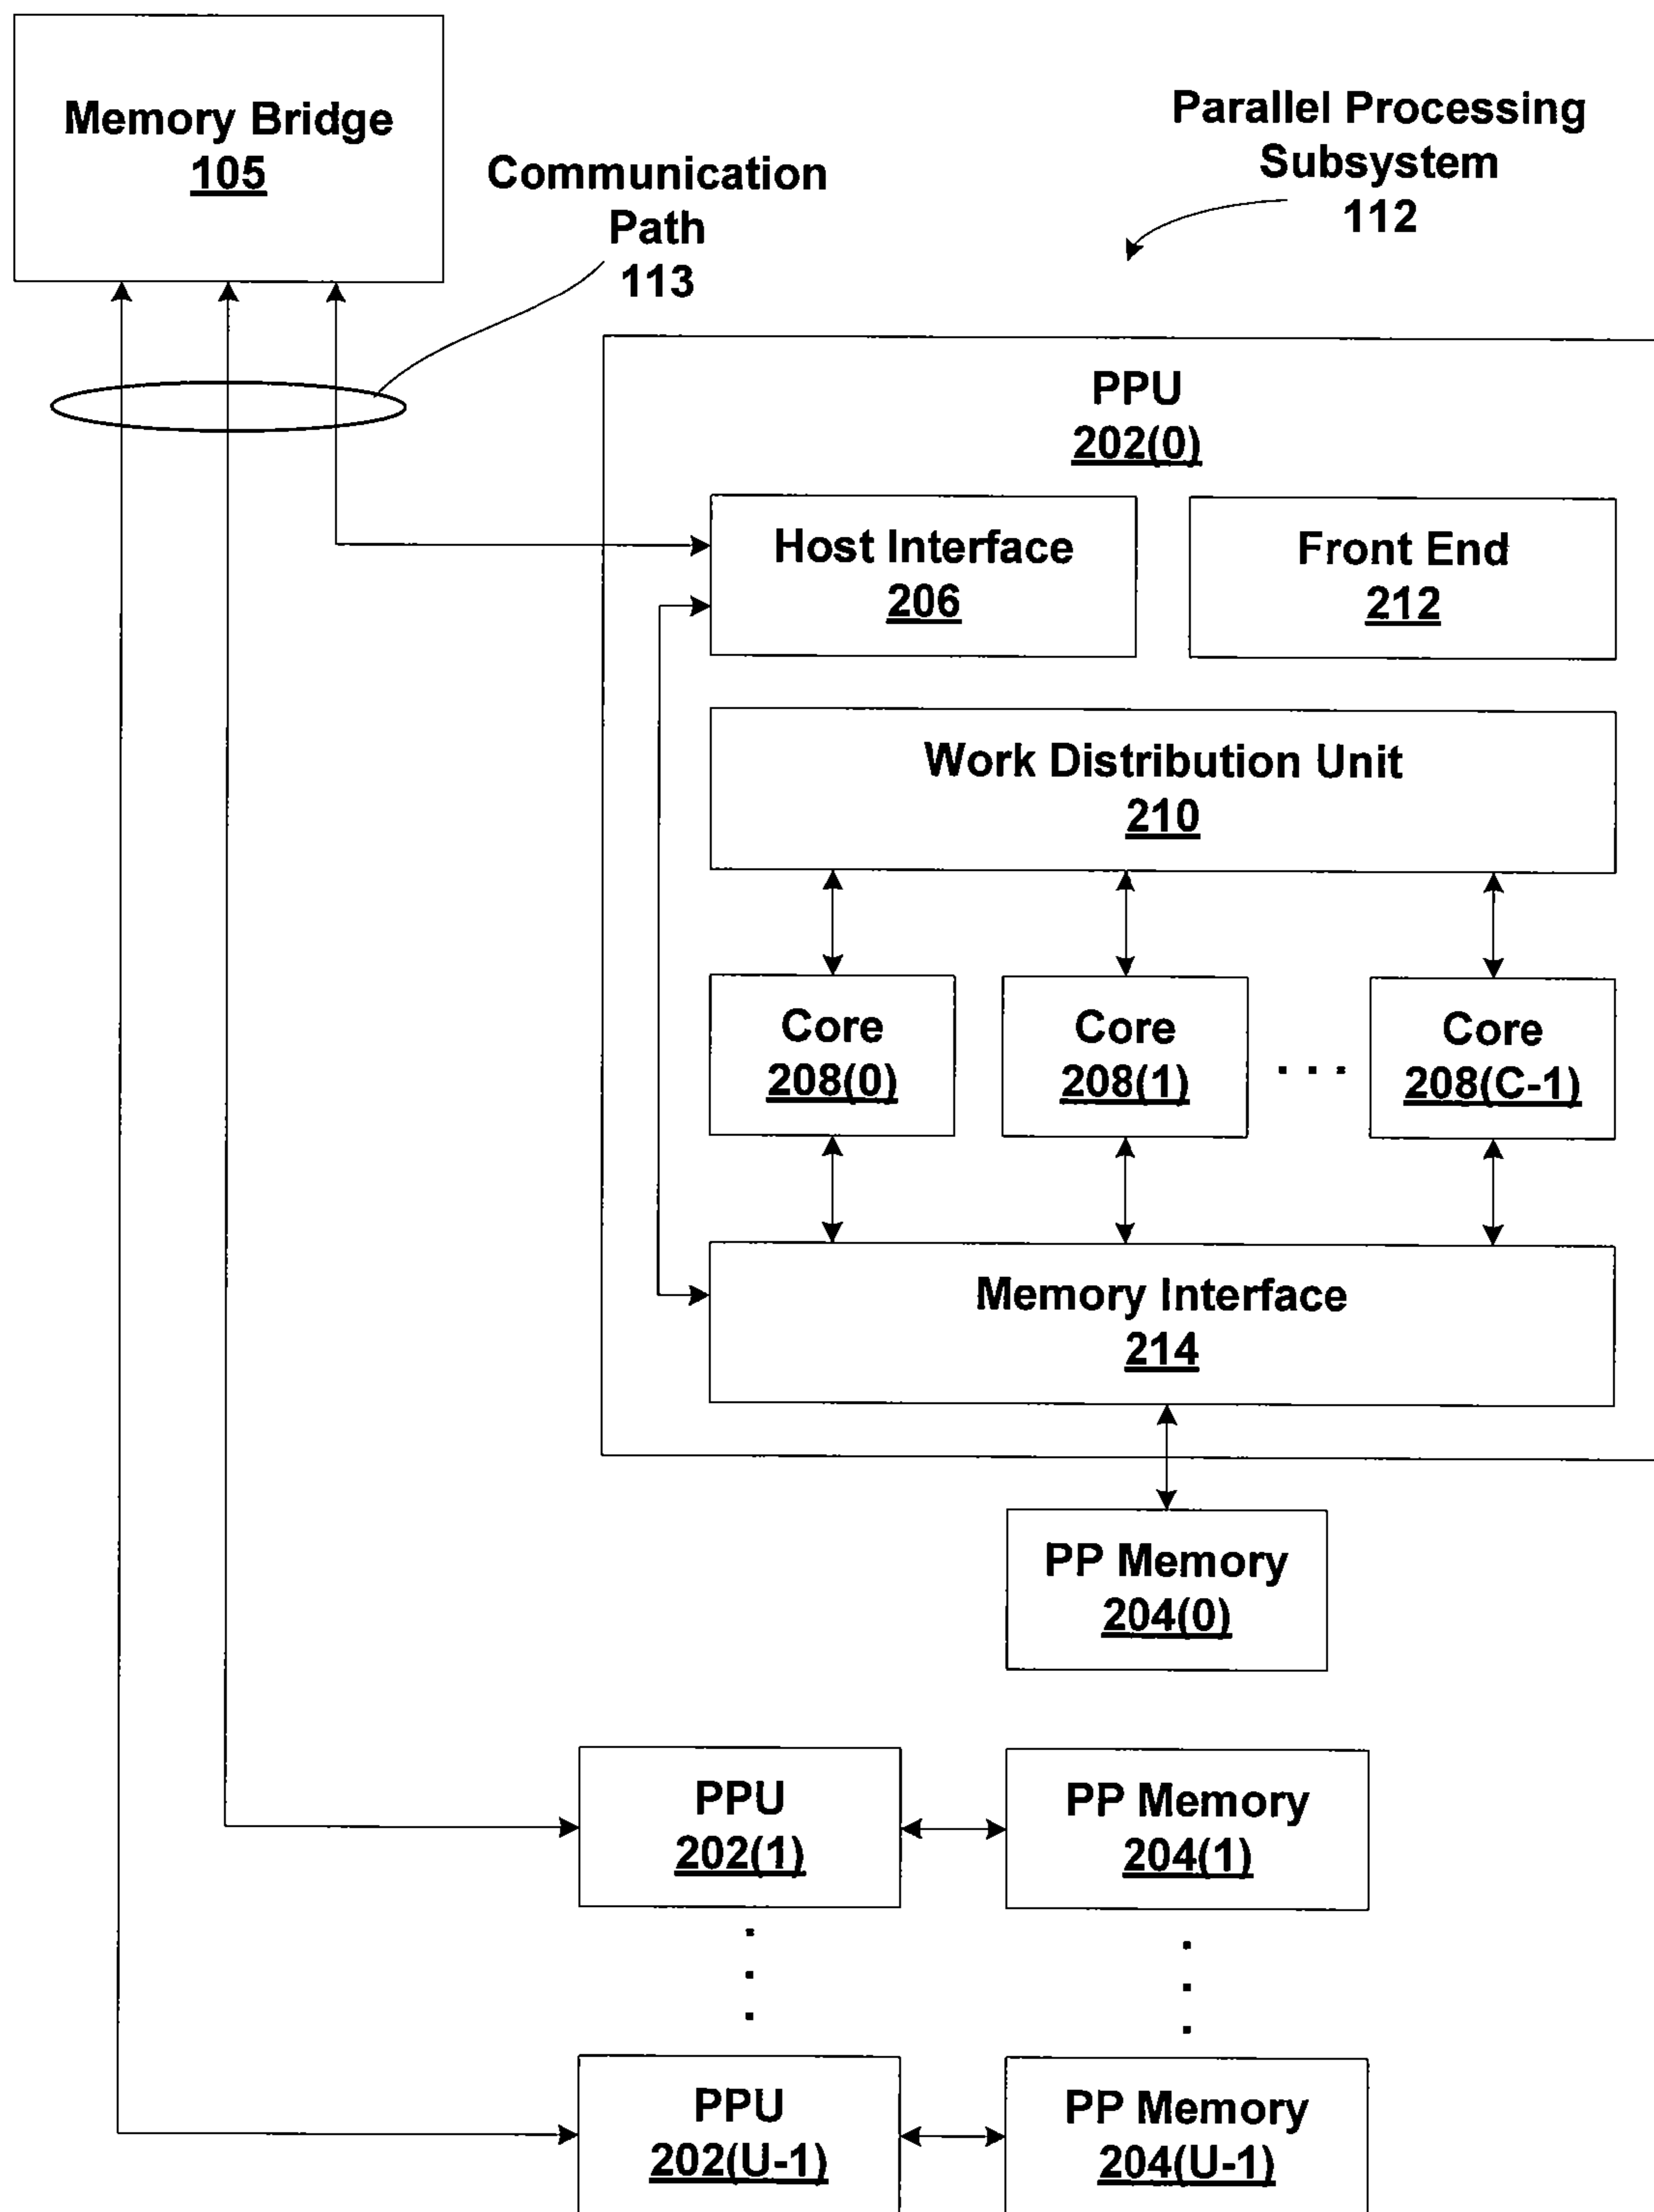 Memory Bridge
105
Communication
Path
113
Parallel Processing
Subsystem
112
PPU
202(0)
Host Interface
206
Front End
212
Work Distribution Unit
210
Core
208(0)
Core
208(1)
. . .
Core
208(C-1)
Memory Interface
214
PP Memory
204(0)
PPU
202(1)
PP Memory
204(1)
PPU
202(U-1)
PP Memory
204(U-1)